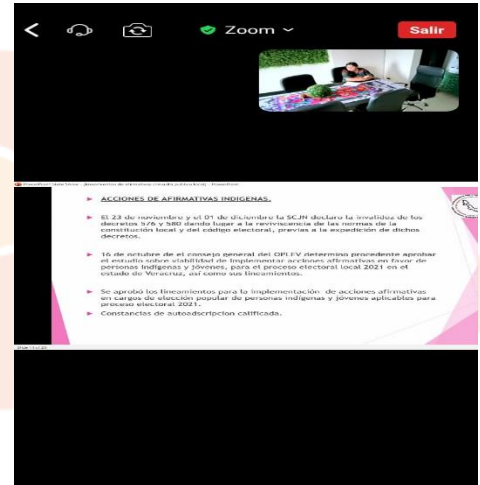 Zoom
Salir
PowerPoint
ACCIONES DE AFIRMATIVAS INDIGENAS.
El 23 de noviembre y el 01 de diciembre la SCJN declaro la invalidez de los
decretos 576 y 580 dando lugar a la reviviscencia de las normas de la
constitución local y del código electoral, previas a la expedición de dichos
decretos.
16 de octubre de el consejo general del OPLEV determino procedente aprobar
el estudio sobre viabilidad de implementar acciones afirmativas en favor de
personas indígenas y jóvenes, para el proceso electoral local 2021 en el
estado de Veracruz, así como sus lineamientos.
Se aprobó los lineamientos para la implementación de acciones afirmativas
en cargos de elección popular de personas indígenas y jóvenes aplicables para
proceso electoral 2021.
Constancias de autoadscripcion calificada.